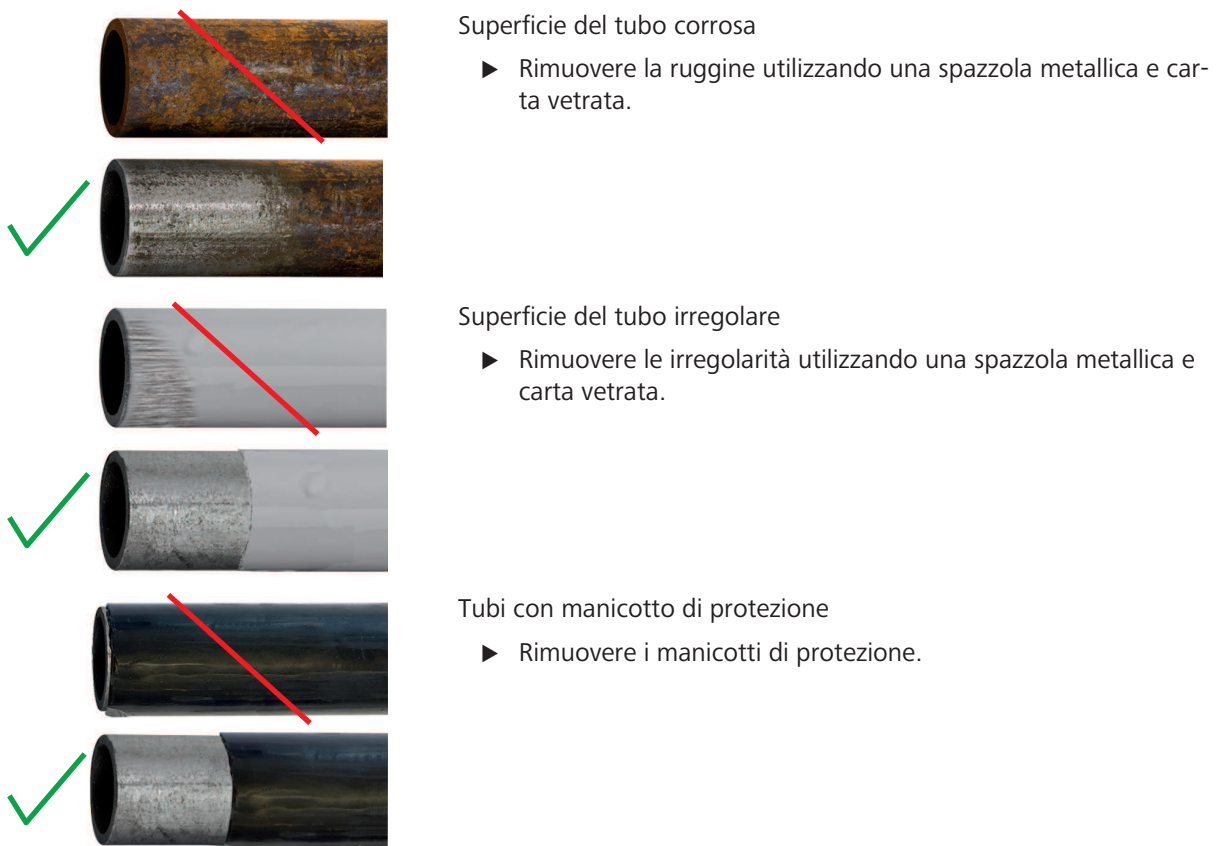 Superficie del tubo corrosa
▶ Rimuovere la ruggine utilizzando una spazzola metallica e car-
ta vetrata.
Superficie del tubo irregolare
▶ Rimuovere le irregolarità utilizzando una spazzola metallica e
carta vetrata.
Tubi con manicotto di protezione
▶ Rimuovere i manicotti di protezione.